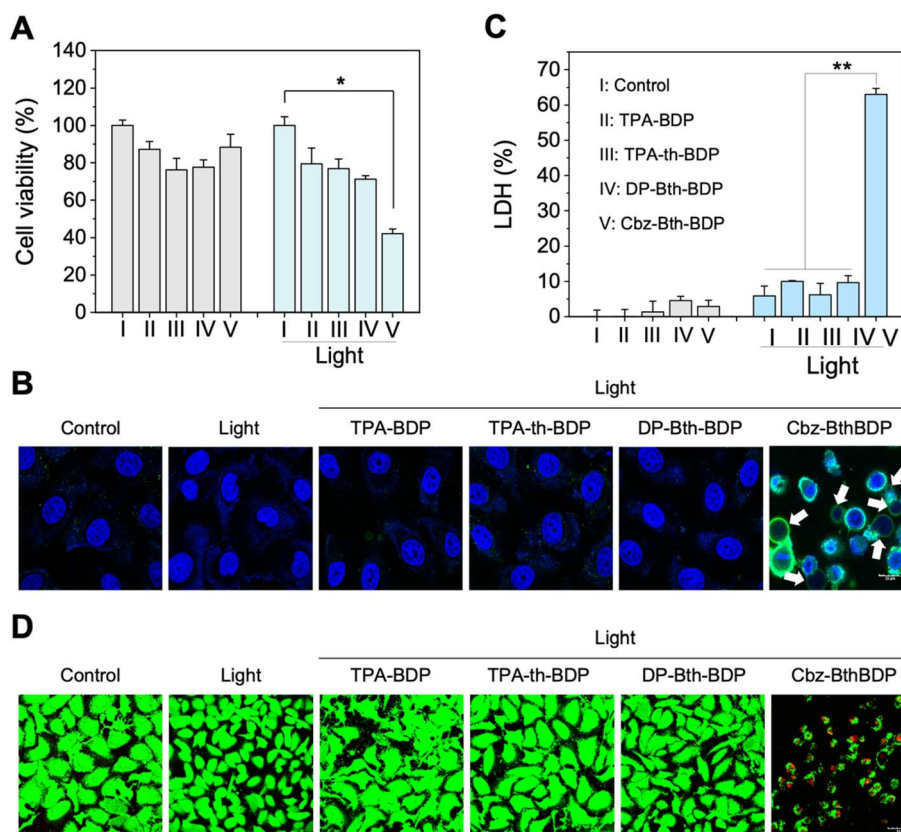 A
Cell viability (%)
140
120
100
80
60
40
20
0
*
I II III IV V
I II III IV V
Light
C
LDH (%)
70
60
50
40
30
20
10
0
**
I: Control
II: TPA-BDP
III: TPA-th-BDP
IV: DP-Bth-BDP
V: Cbz-Bth-BDP
I II III IV V
I II III IV V
Light
B
Light
Control Light TPA-BDP TPA-th-BDP DP-Bth-BDP Cbz-BthBDP
D
Light
Control Light TPA-BDP TPA-th-BDP DP-Bth-BDP Cbz-BthBDP